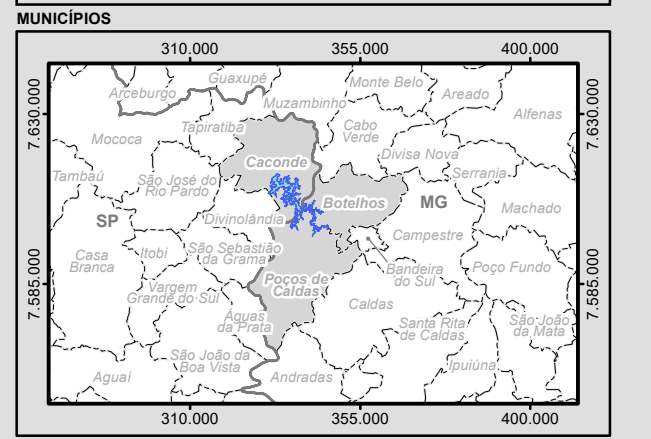 MUNICÍPIOS
310.000 355.000 400.000
Guaxupé
Monte Belo
Arceburgo
Areado
Muzambinho
7.630.000
7.630.000
Alfenas
Tapiratiba
Cabo
Verde
Mococa
Divisa Nova
Caconde
Tambaú
São José do
Rio Pardo
Serrania
Botelhos
MG
Machado
SP
Divinolândia
Campestre
São Sebastião
da Grama
Itobi
Casa
Branca
Bandeira
do Sul
Poço Fundo
Poços de
Caldas
7.585.000
7.585.000
Vargem
Grande do Sul
Caldas
Águas
da Prata
Santa Rita
de Caldas
São João
da Mata
São João da
Boa Vista
Ipuiúna
Aguaí
Andradas
310.000 355.000 400.000